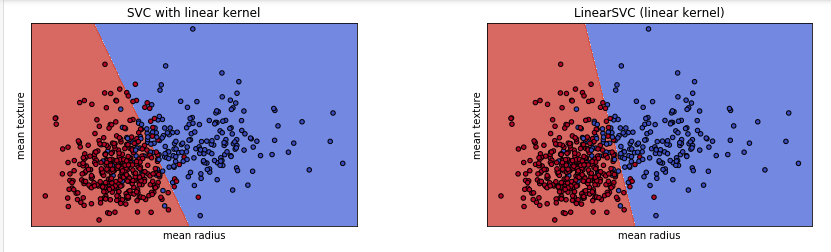 SVC with linear kernel
LinearSVC (linear kernel)
mean texture
mean texture
mean radius
mean radius